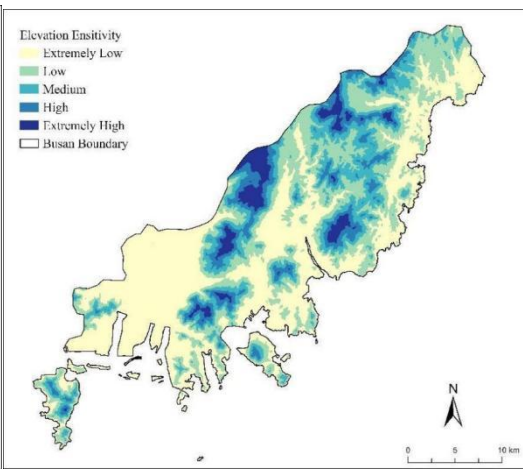 Elevation Ensitivity
Extremely Low
Low
Medium
High
Extremely High
Busan Boundary
N
0 5 10 km